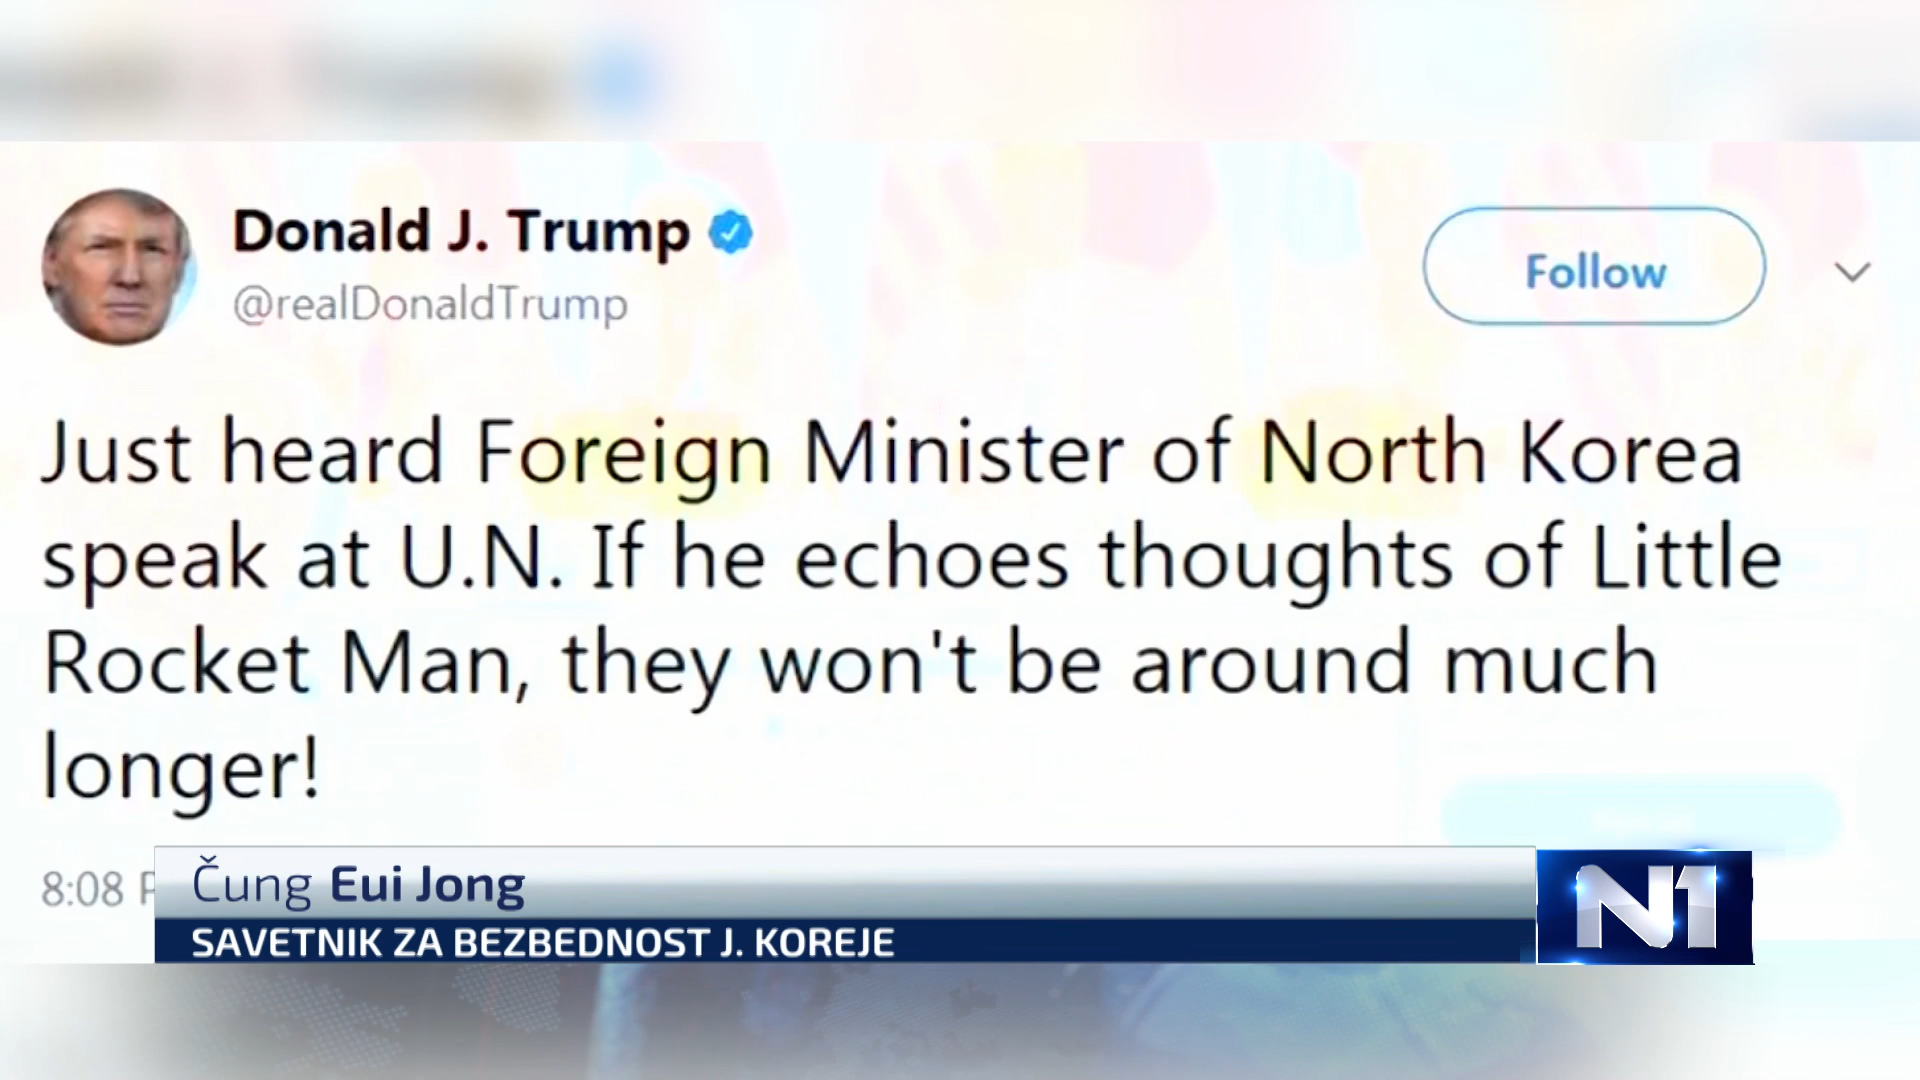 Donald J. Trump
@realDonaldTrump
Follow
Just heard Foreign Minister of North Korea
speak at U.N. If he echoes thoughts of Little
Rocket Man, they won't be around much
longer!
8:08
Čung Eui Jong
SAVETNIK ZA BEZBEDNOST J. KOREJE
N1